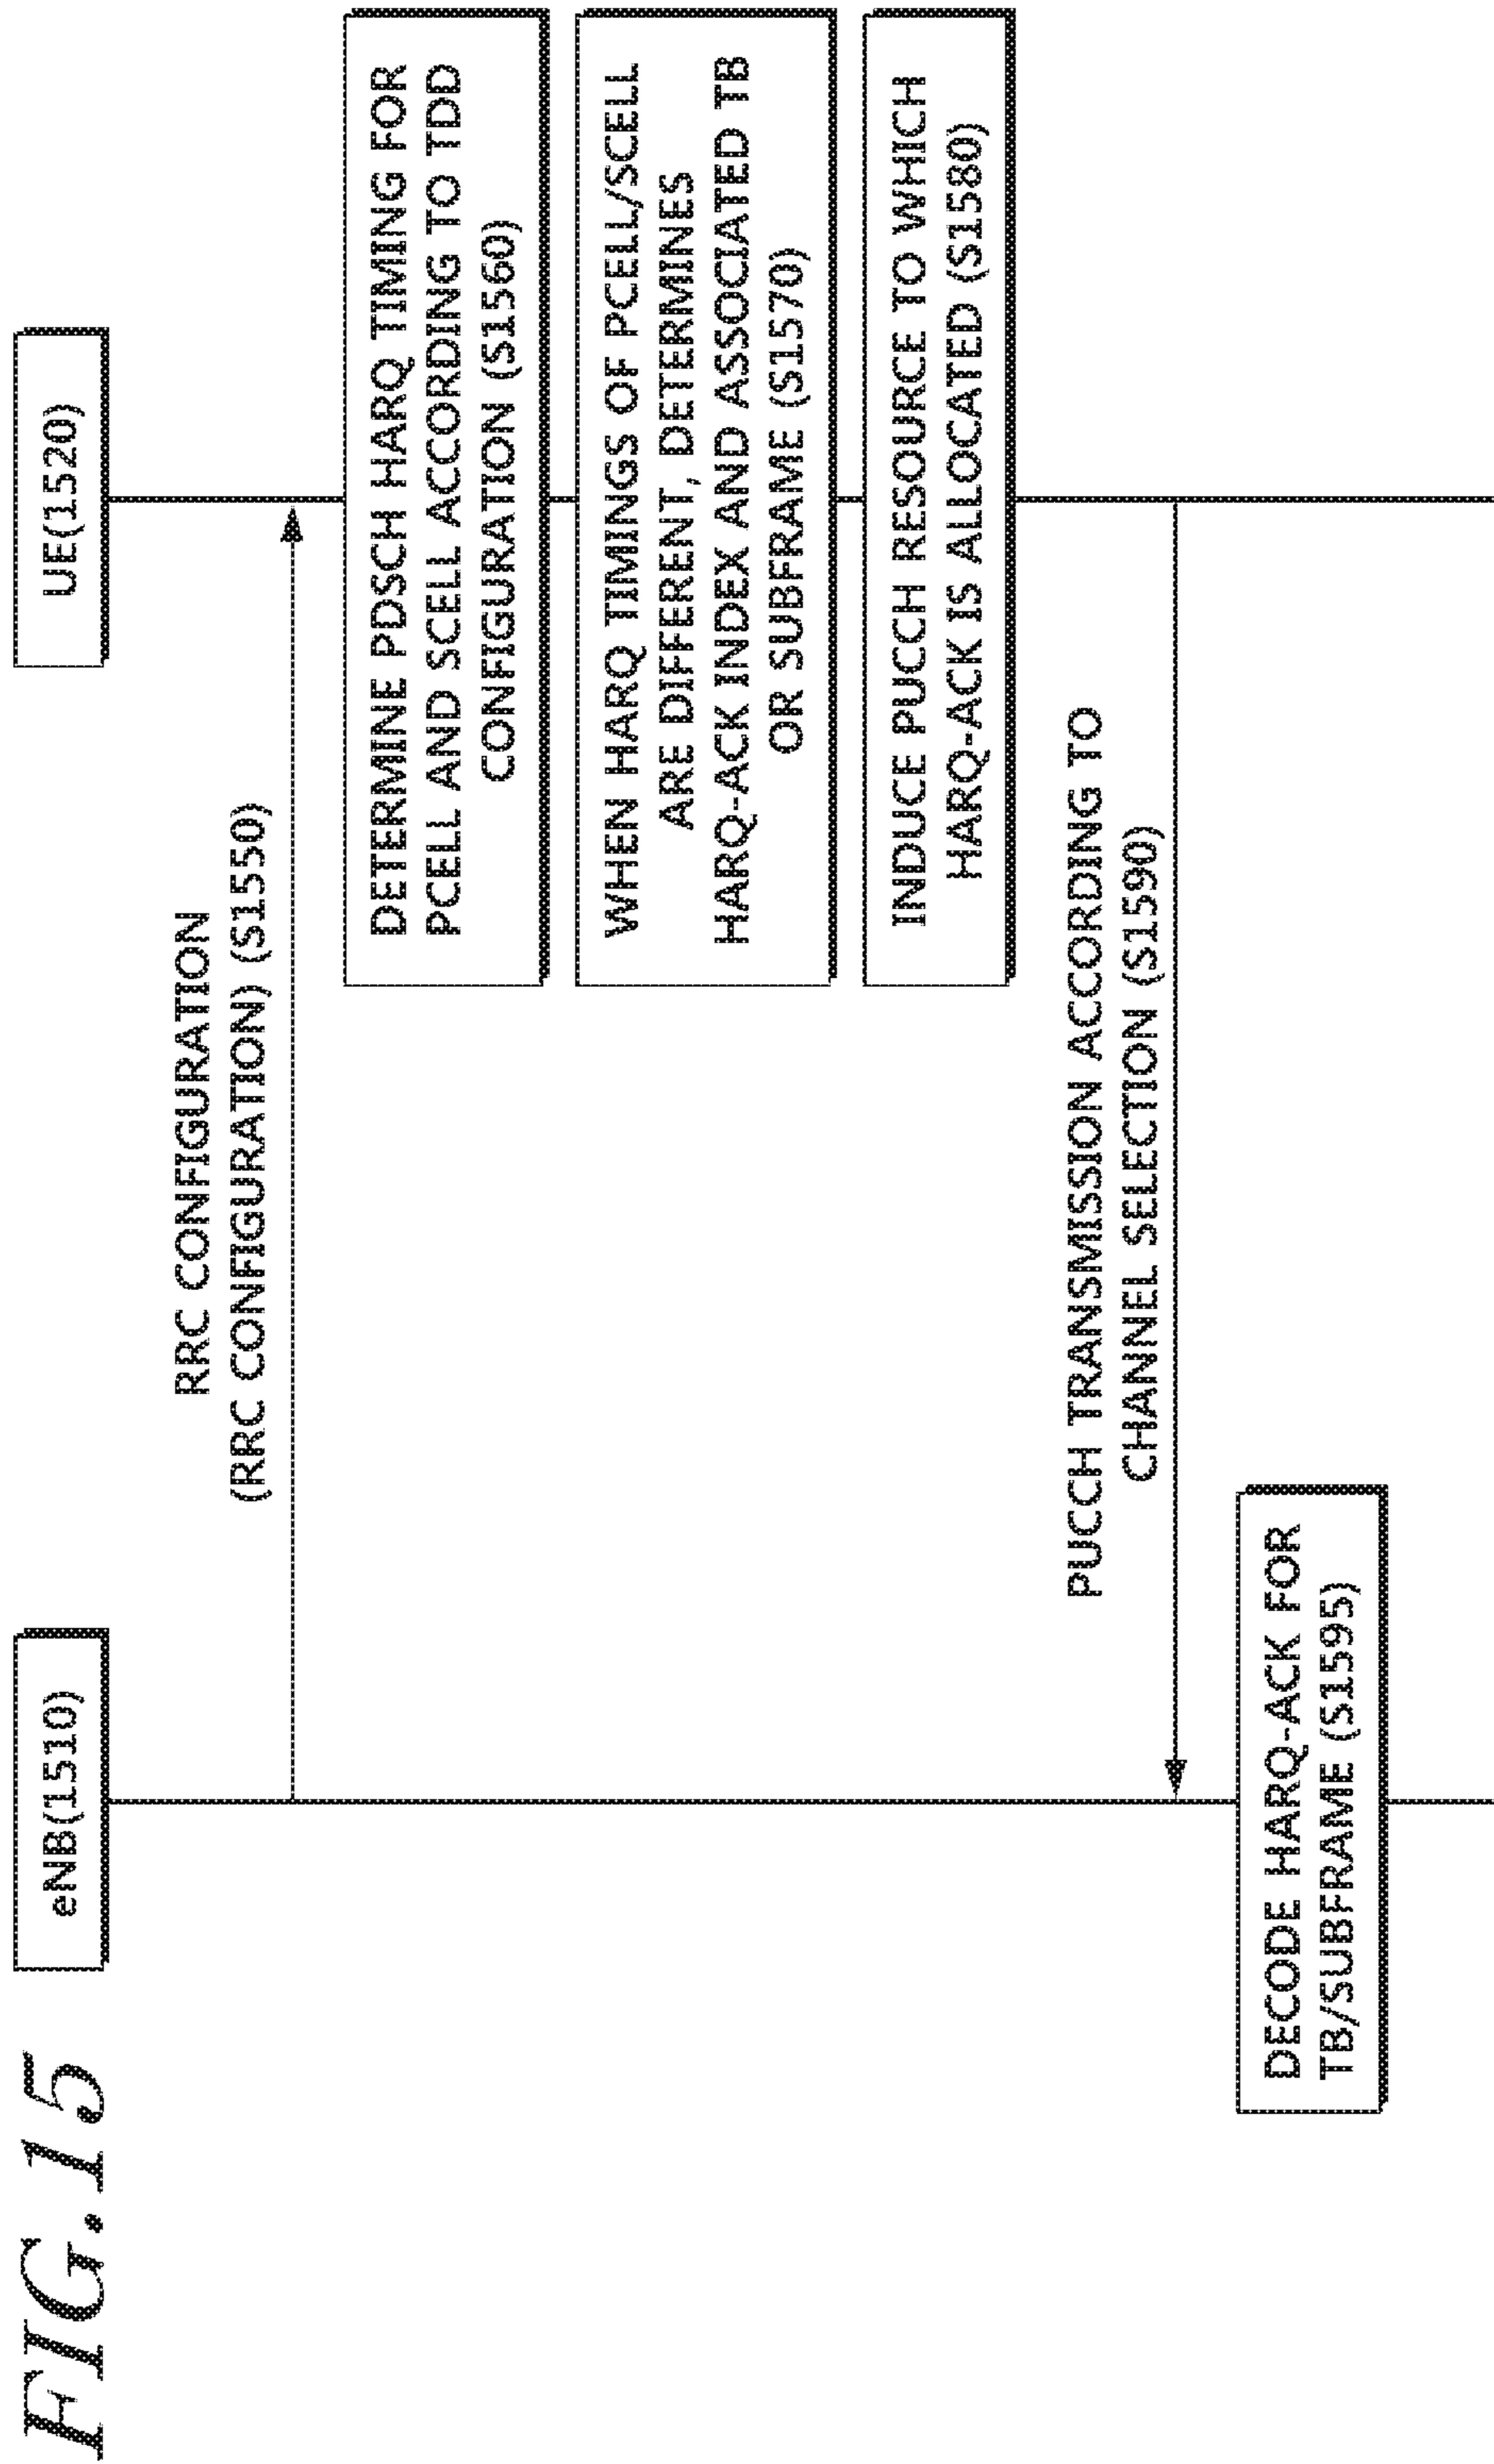 FIG. 15
eNB(1510)
UE(1520)
RRC CONFIGURATION
(RRC CONFIGURATION) (S1550)
DETERMINE PDSCH HARQ TIMING FOR
PCELL AND SCELL ACCORDING TO TDD
CONFIGURATION (S1560)
WHEN HARQ TIMINGS OF PCELL/SCELL
ARE DIFFERENT, DETERMINES
HARQ-ACK INDEX AND ASSOCIATED TB
OR SUBFRAME (S1570)
INDUCE PUCCH RESOURCE TO WHICH
HARQ-ACK IS ALLOCATED (S1580)
PUCCH TRANSMISSION ACCORDING TO
CHANNEL SELECTION (S1590)
DECODE HARQ-ACK FOR
TB/SUBFRAME (S1595)